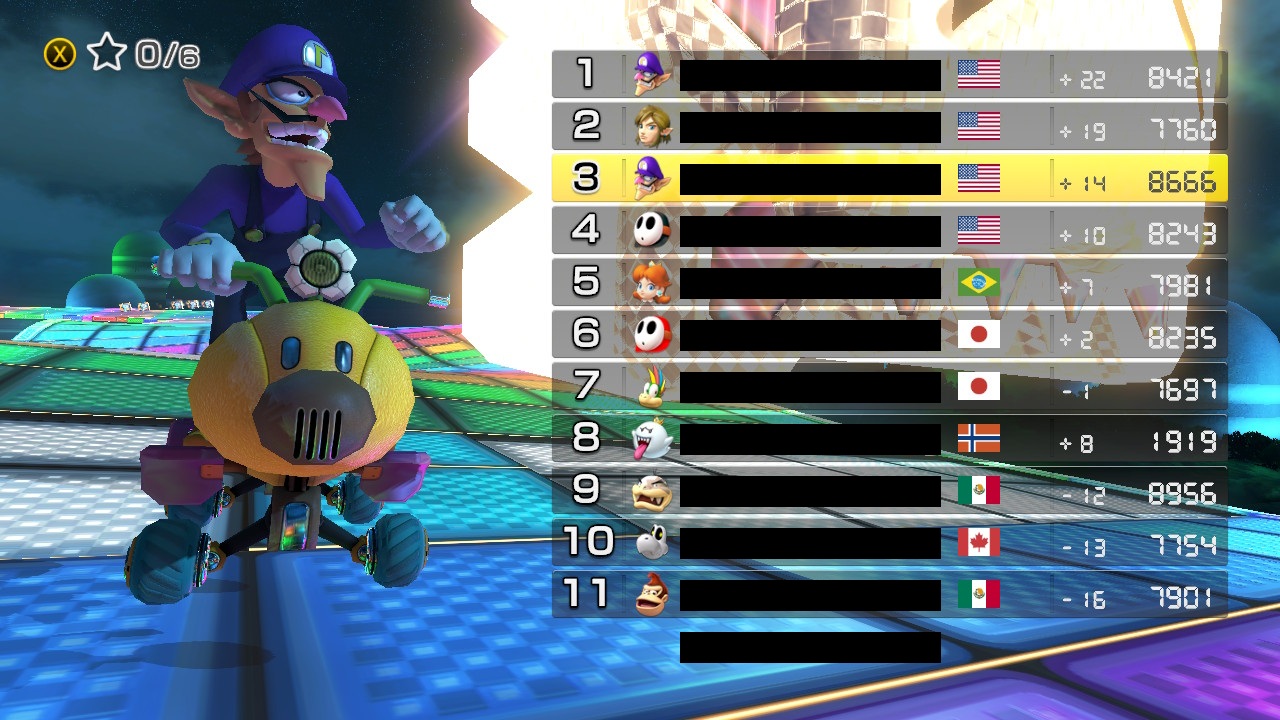 X 0/6
1 + 22 8421
2 + 19 7760
3 + 14 8666
4 + 10 8243
5 + 7 7981
6 + 2 8235
7 - 1 7697
8 + 8 1919
9 - 12 8956
10 - 13 7754
11 - 16 7901